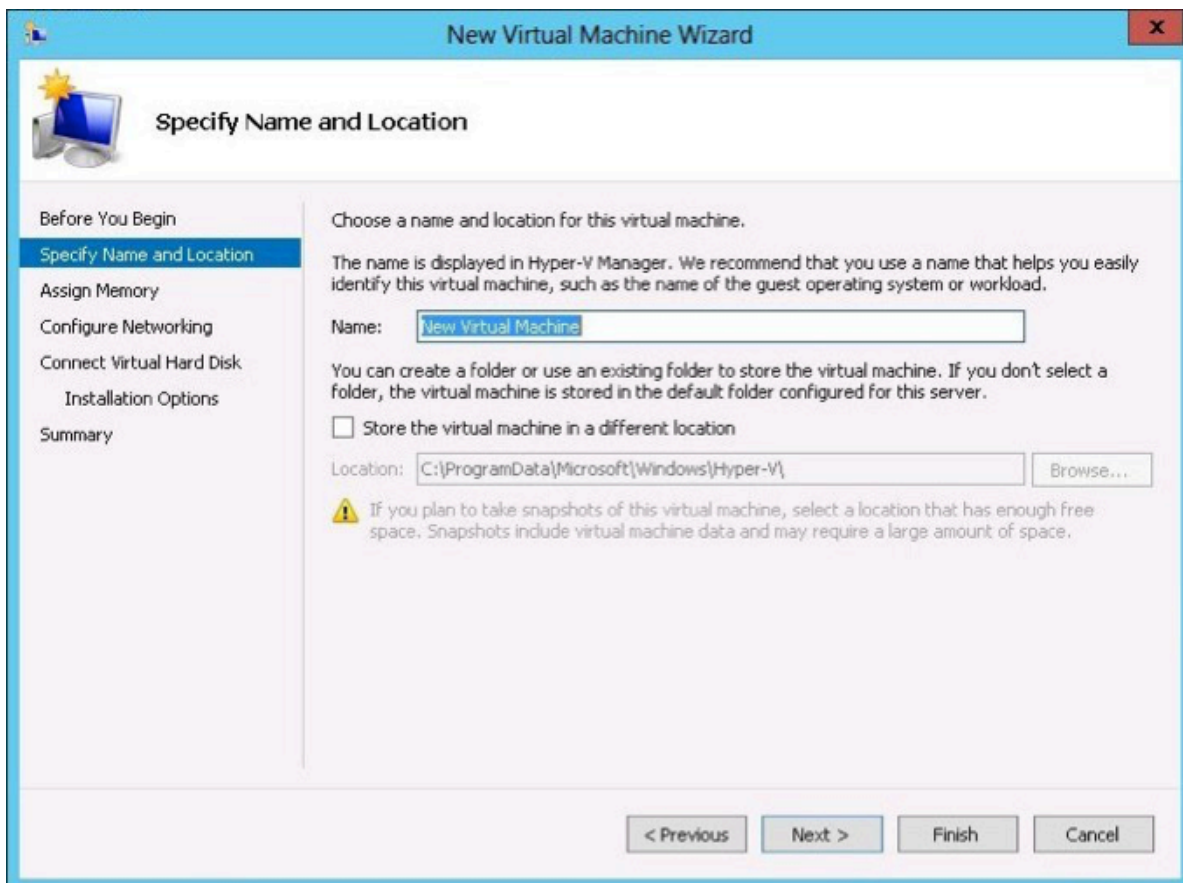 New Virtual Machine Wizard
x
Specify Name and Location
Before You Begin
Specify Name and Location
Assign Memory
Configure Networking
Connect Virtual Hard Disk
Installation Options
Summary
Choose a name and location for this virtual machine.
The name is displayed in Hyper-V Manager. We recommend that you use a name that helps you easily
identify this virtual machine, such as the name of the guest operating system or workload.
Name: New Virtual Machine
You can create a folder or use an existing folder to store the virtual machine. If you don't select a
folder, the virtual machine is stored in the default folder configured for this server.
Store the virtual machine in a different location
Location: C:\ProgramData\Microsoft\Windows\Hyper-V\ Browse...
If you plan to take snapshots of this virtual machine, select a location that has enough free
space. Snapshots include virtual machine data and may require a large amount of space.
< Previous Next > Finish Cancel